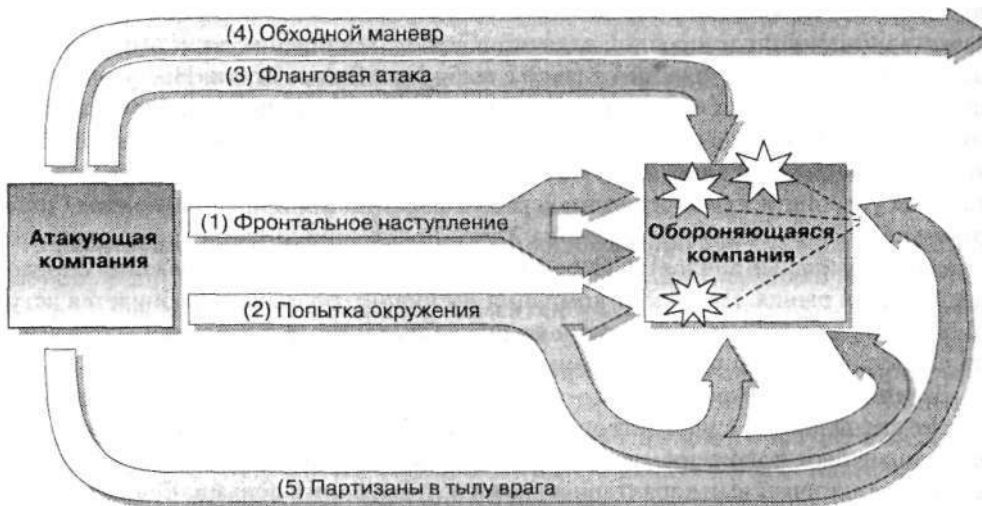 (4) Обходной маневр
(3) Фланговая атака
Атакующая
компания
(1) Фронтальное наступление
Обороняющаяся
компания
(2) Попытка окружения
(5) Партизаны в тылу врага